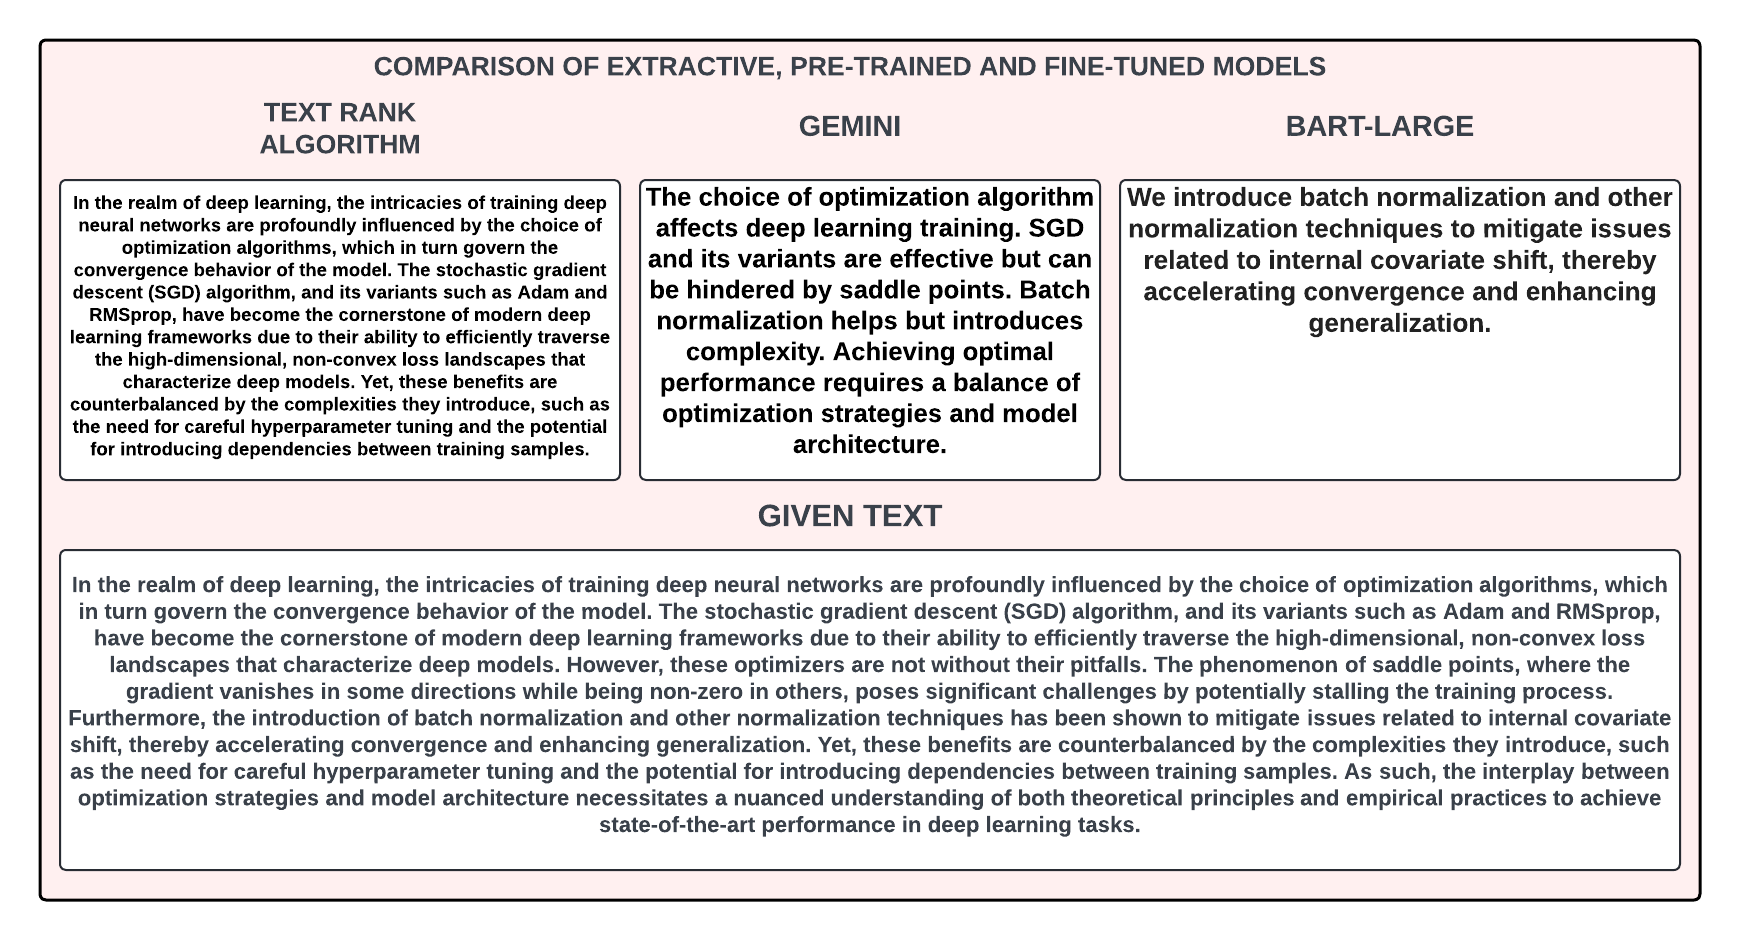 COMPARISON OF EXTRACTIVE, PRE-TRAINED AND FINE-TUNED MODELS
TEXT RANK
ALGORITHM
In the realm of deep learning, the intricacies of training deep
neural networks are profoundly influenced by the choice of
optimization algorithms, which in turn govern the
convergence behavior of the model. The stochastic gradient
descent (SGD) algorithm, and its variants such as Adam and
RMSprop, have become the cornerstone of modern deep
learning frameworks due to their ability to efficiently traverse
the high-dimensional, non-convex loss landscapes that
characterize deep models. Yet, these benefits are
counterbalanced by the complexities they introduce, such as
the need for careful hyperparameter tuning and the potential
for introducing dependencies between training samples.
GEMINI
The choice of optimization algorithm
affects deep learning training. SGD
and its variants are effective but can
be hindered by saddle points. Batch
normalization helps but introduces
complexity. Achieving optimal
performance requires a balance of
optimization strategies and model
architecture.
BART-LARGE
We introduce batch normalization and other
normalization techniques to mitigate issues
related to internal covariate shift, thereby
accelerating convergence and enhancing
generalization.
GIVEN TEXT
In the realm of deep learning, the intricacies of training deep neural networks are profoundly influenced by the choice of optimization algorithms, which
in turn govern the convergence behavior of the model. The stochastic gradient descent (SGD) algorithm, and its variants such as Adam and RMSprop,
have become the cornerstone of modern deep learning frameworks due to their ability to efficiently traverse the high-dimensional, non-convex loss
landscapes that characterize deep models. However, these optimizers are not without their pitfalls. The phenomenon of saddle points, where the
gradient vanishes in some directions while being non-zero in others, poses significant challenges by potentially stalling the training process.
Furthermore, the introduction of batch normalization and other normalization techniques has been shown to mitigate issues related to internal covariate
shift, thereby accelerating convergence and enhancing generalization. Yet, these benefits are counterbalanced by the complexities they introduce, such
as the need for careful hyperparameter tuning and the potential for introducing dependencies between training samples. As such, the interplay between
optimization strategies and model architecture necessitates a nuanced understanding of both theoretical principles and empirical practices to achieve
state-of-the-art performance in deep learning tasks.